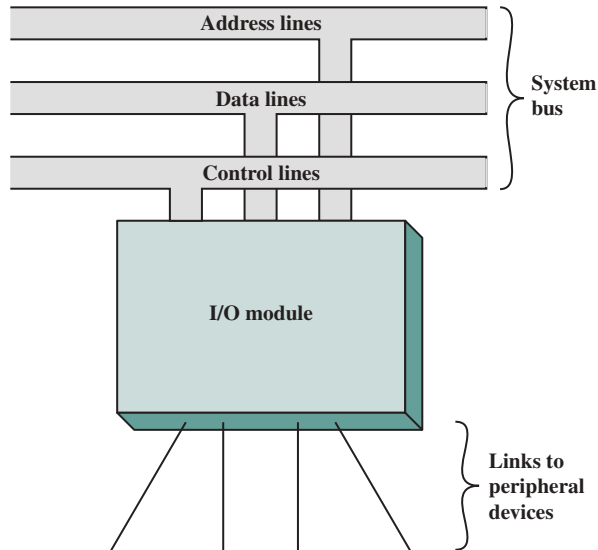 Address lines
Data lines
Control lines
System
bus
I/O module
Links to
peripheral
devices